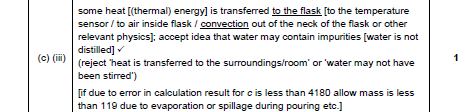 some heat [(thermal) energy] is transferred to the flask [to the temperature
sensor / to air inside flask / convection out of the neck of the flask or other
relevant physics]; accept idea that water may contain impurities [water is not
distilled] ✓
(c) (iii)
(reject 'heat is transferred to the surroundings/room' or 'water may not have
been stirred')
1
[if due to error in calculation result for c is less than 4180 allow mass is less
than 119 due to evaporation or spillage during pouring etc.]